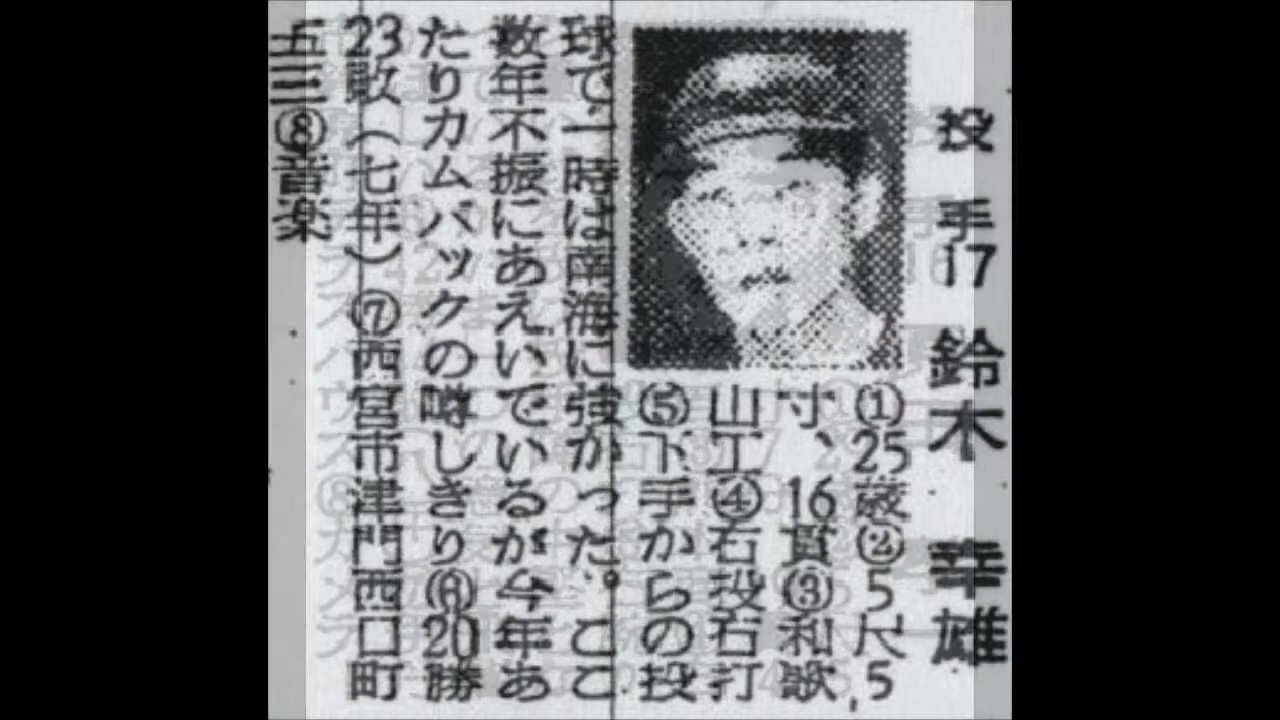 投手17 鈴木 幸雄
①25歳②5尺5
寸、16貫③和歌
山工④右投右打
⑤下手からの投
球で、一時は南海に強かった。ここ
数年不振にあえいでいるが今年あ
たりカムバックの噂しきり⑥20勝
23敗（七年）⑦西宮市津門西口町
五三⑧音楽